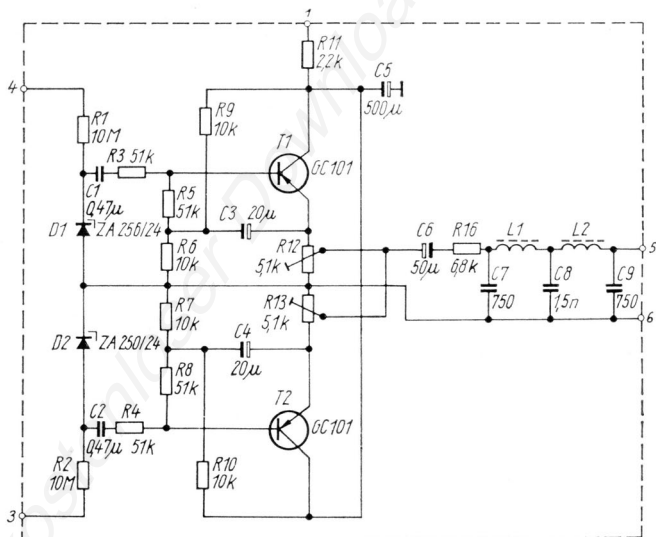 1
R11
2,2k
C5
500μ
4
R1
10M
R9
10k
T1
GC101
R3 51k
C1
0,47μ
R5
51k
C3
20μ
D1
ZA 256/24
R6
10k
R12
5,1k
C6
50μ
R16
6,8k
L1
L2
5
C7
750
C8
1,5n
C9
750
6
R7
10k
R13
5,1k
D2
ZA 250/24
C4
20μ
R8
51k
T2
GC101
C2
0,47μ
R4
51k
R2
10M
R10
10k
3